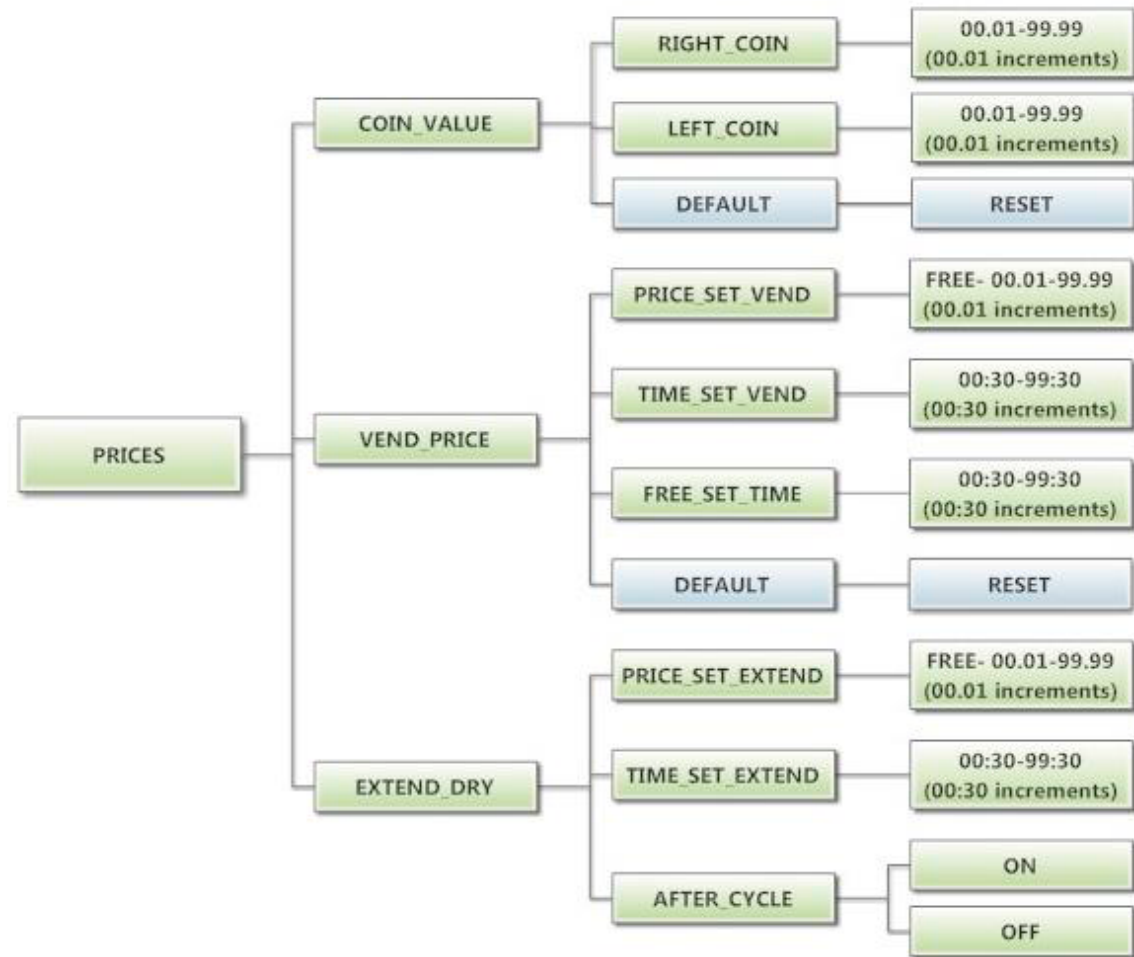 RIGHT_COIN
00.01-99.99
(00.01 increments)
COIN_VALUE
LEFT_COIN
00.01-99.99
(00.01 increments)
DEFAULT
RESET
PRICE_SET_VEND
FREE- 00.01-99.99
(00.01 increments)
TIME_SET_VEND
00:30-99:30
(00:30 increments)
PRICES
VEND_PRICE
FREE_SET_TIME
00:30-99:30
(00:30 increments)
DEFAULT
RESET
PRICE_SET_EXTEND
FREE- 00.01-99.99
(00.01 increments)
EXTEND_DRY
TIME_SET_EXTEND
00:30-99:30
(00:30 increments)
AFTER_CYCLE
ON
OFF